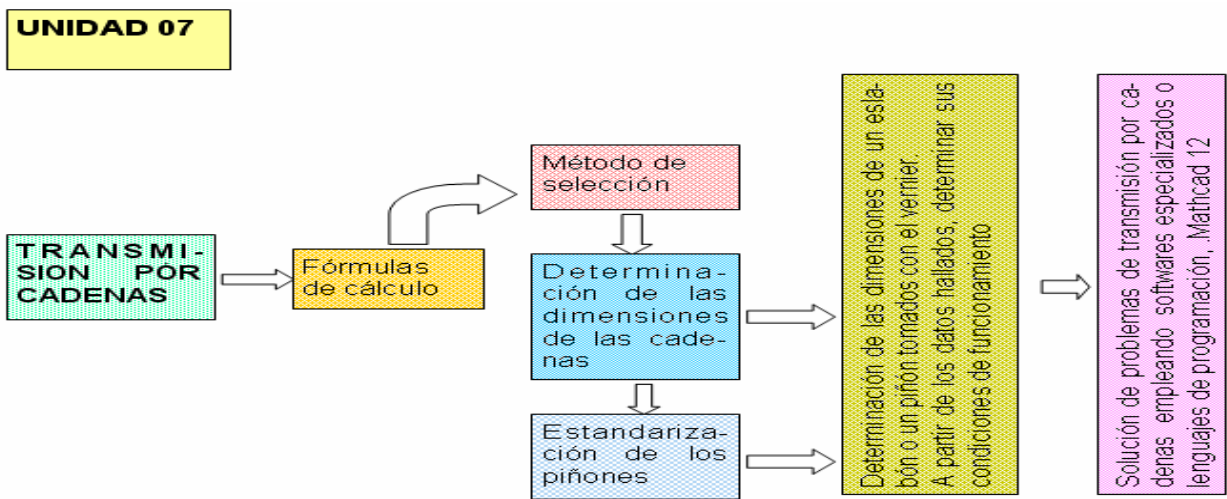 UNIDAD 07
TRANSMI-
SION POR
CADENAS
Fórmulas
de cálculo
Método de
selección
Determina-
ción de las
dimensiones
de las cade-
nas
Estandariza-
ción de los
piñones
Determinación de las dimensiones de un esla-
bón o un piñón tomados con el vernier.
A partir de los datos hallados, determinar sus
condiciones de funcionamiento
Solución de problemas de transmisión por ca-
denas empleando softwares especializados o
lenguajes de programación, ,Mathcad 12